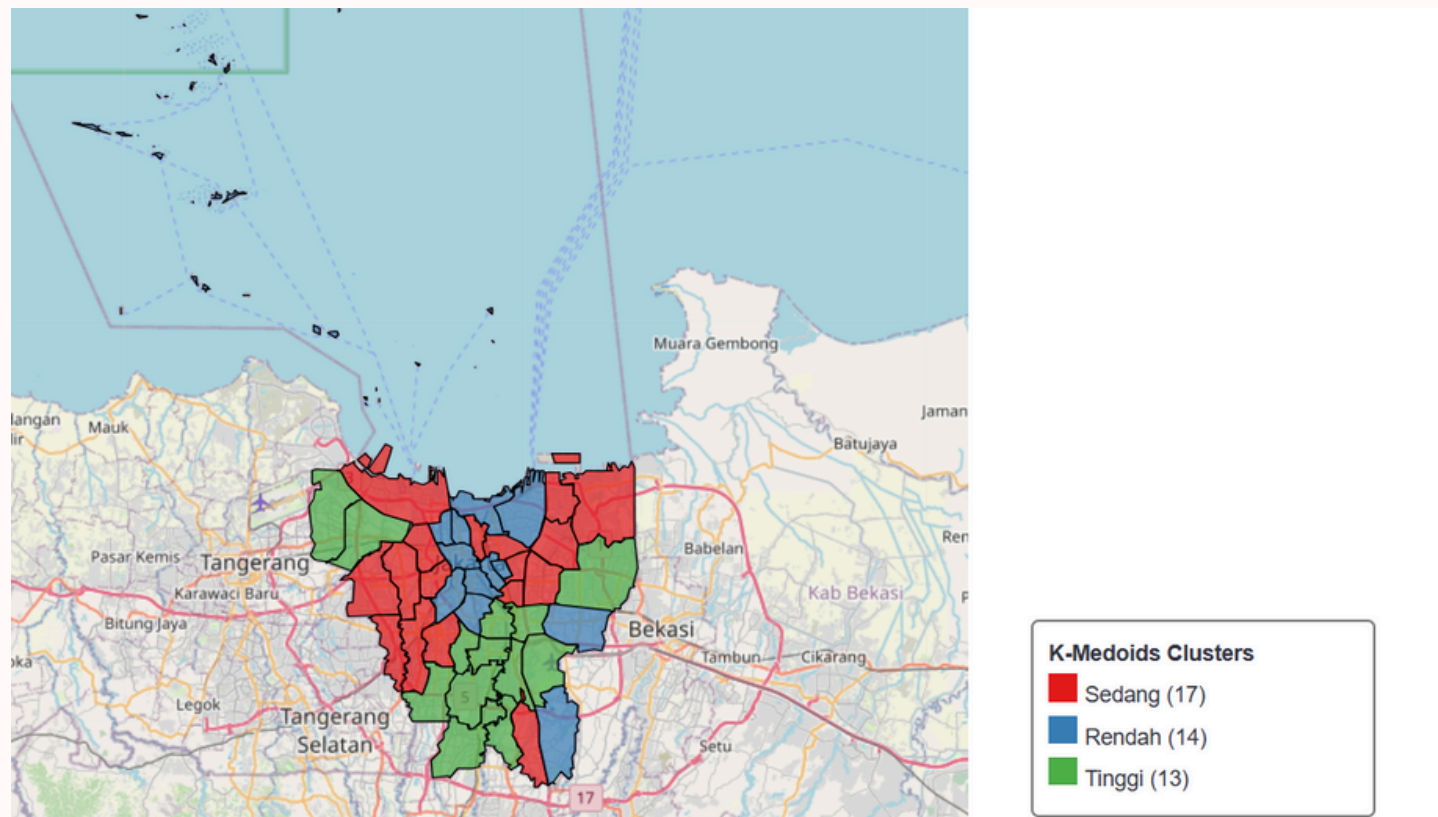 Muara Gembong
Jaman
Mauk
Batujaya
Pasar Kemis
Tangerang
Babelan
Karawaci Baru
Kab Bekasi
Bitung Jaya
Bekasi
Tambun
Cikarang
Legok
5
Tangerang
Selatan
Setu
17
K-Medoids Clusters
Sedang (17)
Rendah (14)
Tinggi (13)